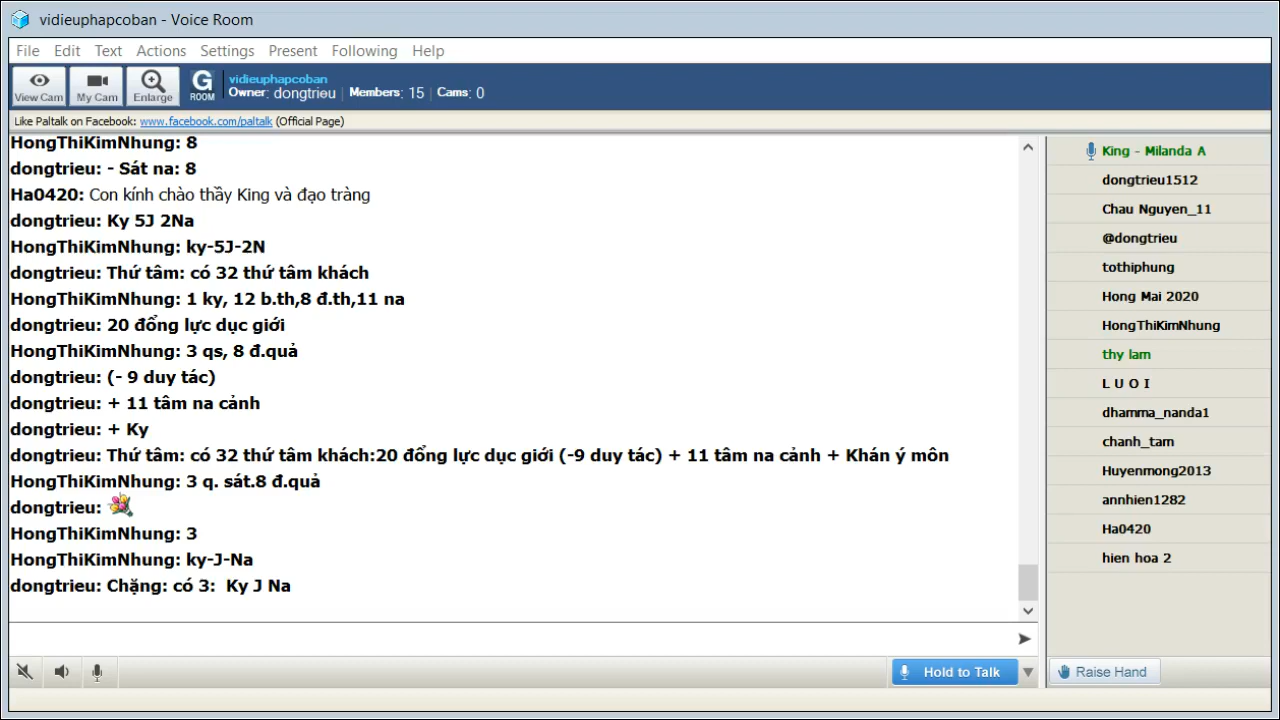 vidieuphapcoban - Voice Room
File Edit Text Actions Settings Present Following Help
View Cam My Cam Enlarge G ROOM vidieuphapcoban
Owner: dongtrieu | Members: 15 | Cams: 0
Like Paltalk on Facebook: www.facebook.com/paltalk (Official Page)
HongThiKimNhung: 8
dongtrieu: - Sát na: 8
Ha0420: Con kính chào thầy King và đạo tràng
dongtrieu: Ky 5J 2Na
HongThiKimNhung: ky-5J-2N
dongtrieu: Thứ tâm: có 32 thứ tâm khách
HongThiKimNhung: 1 ky, 12 b.th,8 đ.th,11 na
dongtrieu: 20 đổng lực dục giới
HongThiKimNhung: 3 qs, 8 đ.quả
dongtrieu: (- 9 duy tác)
dongtrieu: + 11 tâm na cảnh
dongtrieu: + Ky
dongtrieu: Thứ tâm: có 32 thứ tâm khách:20 đổng lực dục giới (-9 duy tác) + 11 tâm na cảnh + Khán ý môn
HongThiKimNhung: 3 q. sát.8 đ.quả
dongtrieu:
HongThiKimNhung: 3
HongThiKimNhung: ky-J-Na
dongtrieu: Chặng: có 3: Ky J Na
King - Milanda A
dongtrieu1512
Chau Nguyen_11
@dongtrieu
tothiphung
Hong Mai 2020
HongThiKimNhung
thy lam
L U O I
dhamma_nanda1
chanh_tam
Huyenmong2013
annhien1282
Ha0420
hien hoa 2
Hold to Talk
Raise Hand